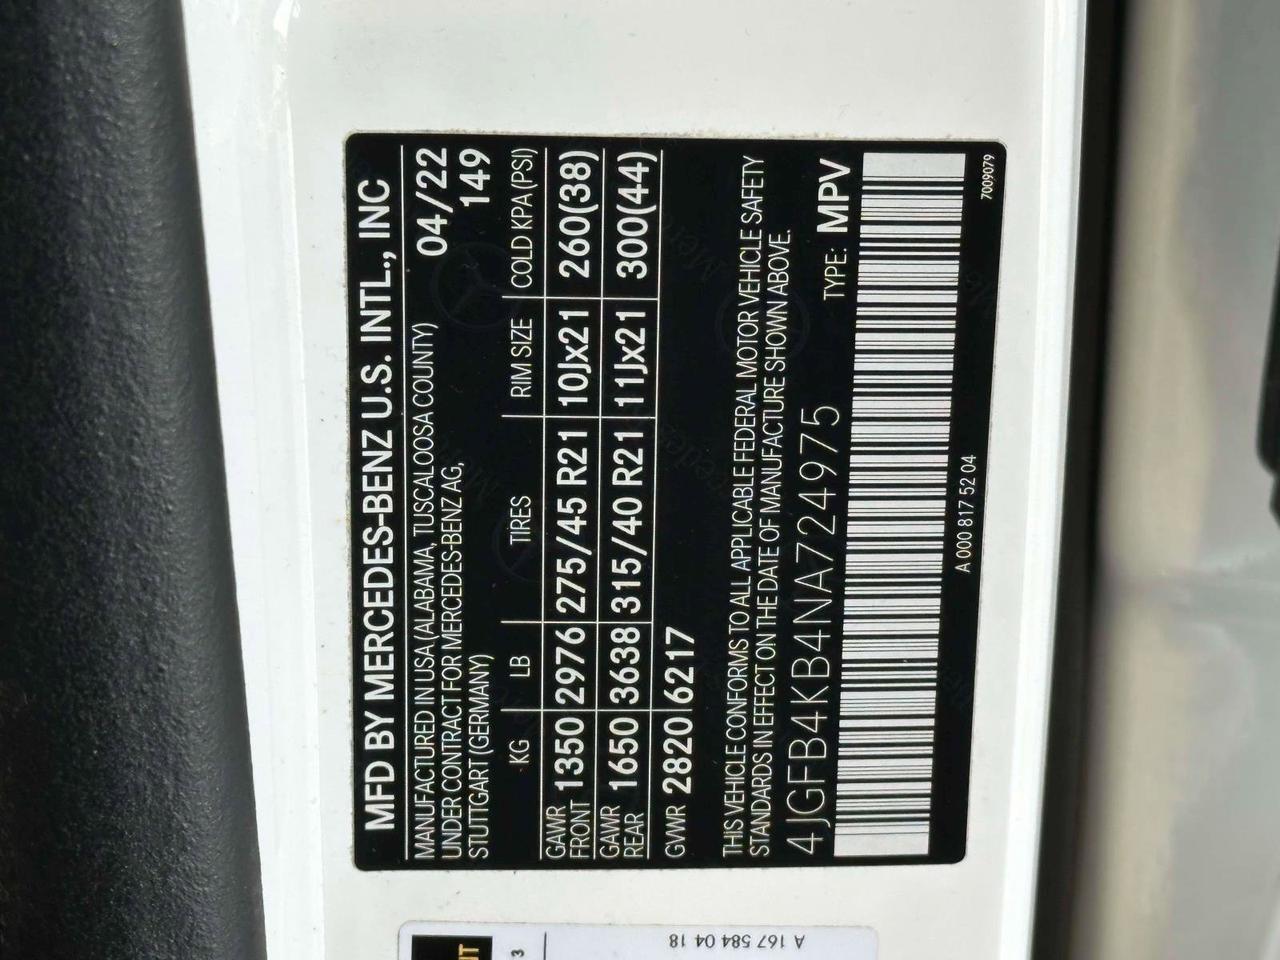 MFD BY MERCEDES-BENZ U.S. INTL., INC
MANUFACTURED IN USA (ALABAMA, TUSCALOOSA COUNTY) 04/22
UNDER CONTRACT FOR MERCEDES-BENZ AG, 149
STUTTGART (GERMANY)
KG LB TIRES RIM SIZE COLD KPA (PSI)
GAWR FRONT 1350 2976 275/45 R21 10Jx21 260(38)
GAWR REAR 1650 3638 315/40 R21 11Jx21 300(44)
GVWR 2820 6217
THIS VEHICLE CONFORMS TO ALL APPLICABLE FEDERAL MOTOR VEHICLE SAFETY
STANDARDS IN EFFECT ON THE DATE OF MANUFACTURE SHOWN ABOVE.
4JGFB4KB4NA724975 TYPE: MPV
A 000 817 52 04
7009079
A 167 584 04 18
3